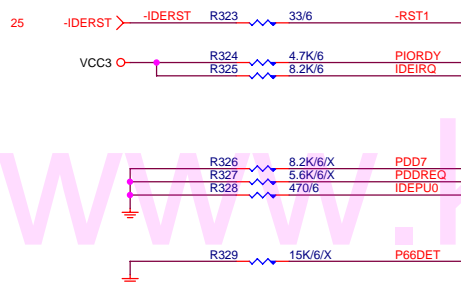 25 -IDERST -IDERST R323 33/6 -RST1
VCC3 R324 4.7K/6 PIORDY
R325 8.2K/6 IDEIRQ
R326 8.2K/6/X PDD7
R327 5.6K/6/X PDDREQ
R328 470/6 IDEPU0
R329 15K/6/X P66DET
www.k